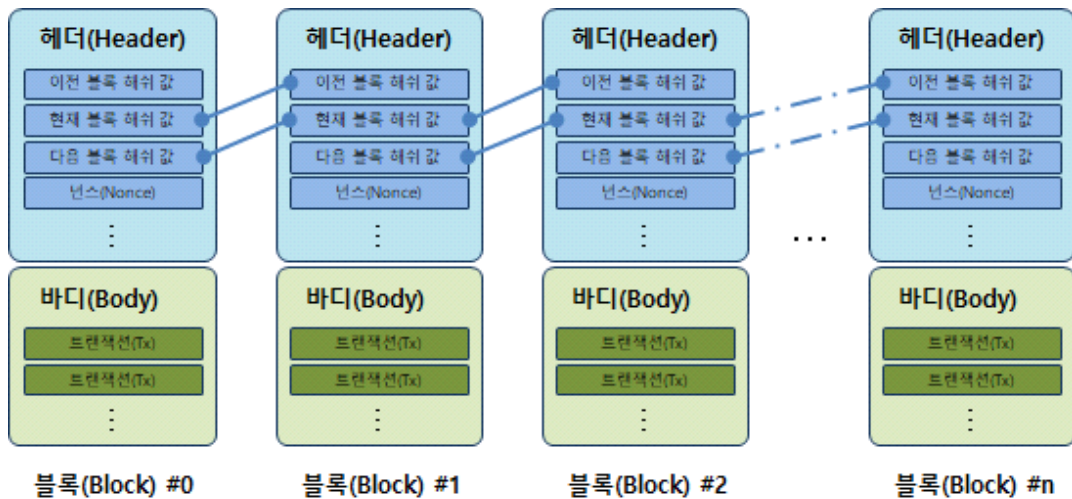 헤더(Header)
이전 블록 해쉬 값
현재 블록 해쉬 값
다음 블록 해쉬 값
넌스(Nonce)
⋮
바디(Body)
트랜잭션(Tx)
트랜잭션(Tx)
⋮
블록(Block) #0
헤더(Header)
이전 블록 해쉬 값
현재 블록 해쉬 값
다음 블록 해쉬 값
넌스(Nonce)
⋮
바디(Body)
트랜잭션(Tx)
트랜잭션(Tx)
⋮
블록(Block) #1
헤더(Header)
이전 블록 해쉬 값
현재 블록 해쉬 값
다음 블록 해쉬 값
넌스(Nonce)
⋮
바디(Body)
트랜잭션(Tx)
트랜잭션(Tx)
⋮
블록(Block) #2
...
헤더(Header)
이전 블록 해쉬 값
현재 블록 해쉬 값
다음 블록 해쉬 값
넌스(Nonce)
⋮
바디(Body)
트랜잭션(Tx)
트랜잭션(Tx)
⋮
블록(Block) #n